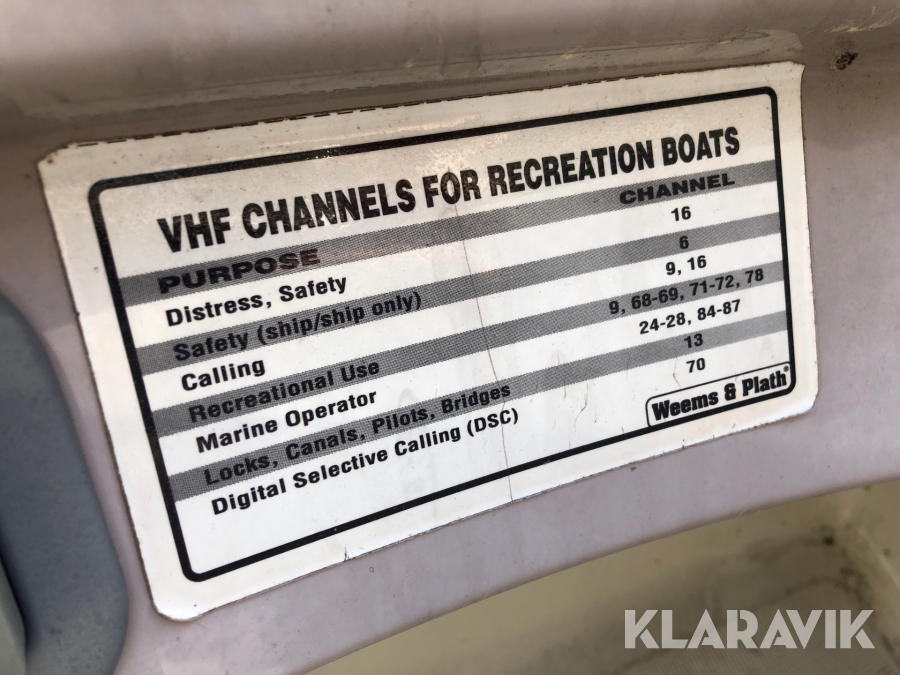 VHF CHANNELS FOR RECREATION BOATS
PURPOSE CHANNEL
Distress, Safety 16
Safety (ship/ship only) 6
Calling 9, 16
Recreational Use 9, 68-69, 71-72, 78
Marine Operator 24-28, 84-87
Locks, Canals, Pilots, Bridges 13
Digital Selective Calling (DSC) 70
Weems & Plath®
KLARAVIK